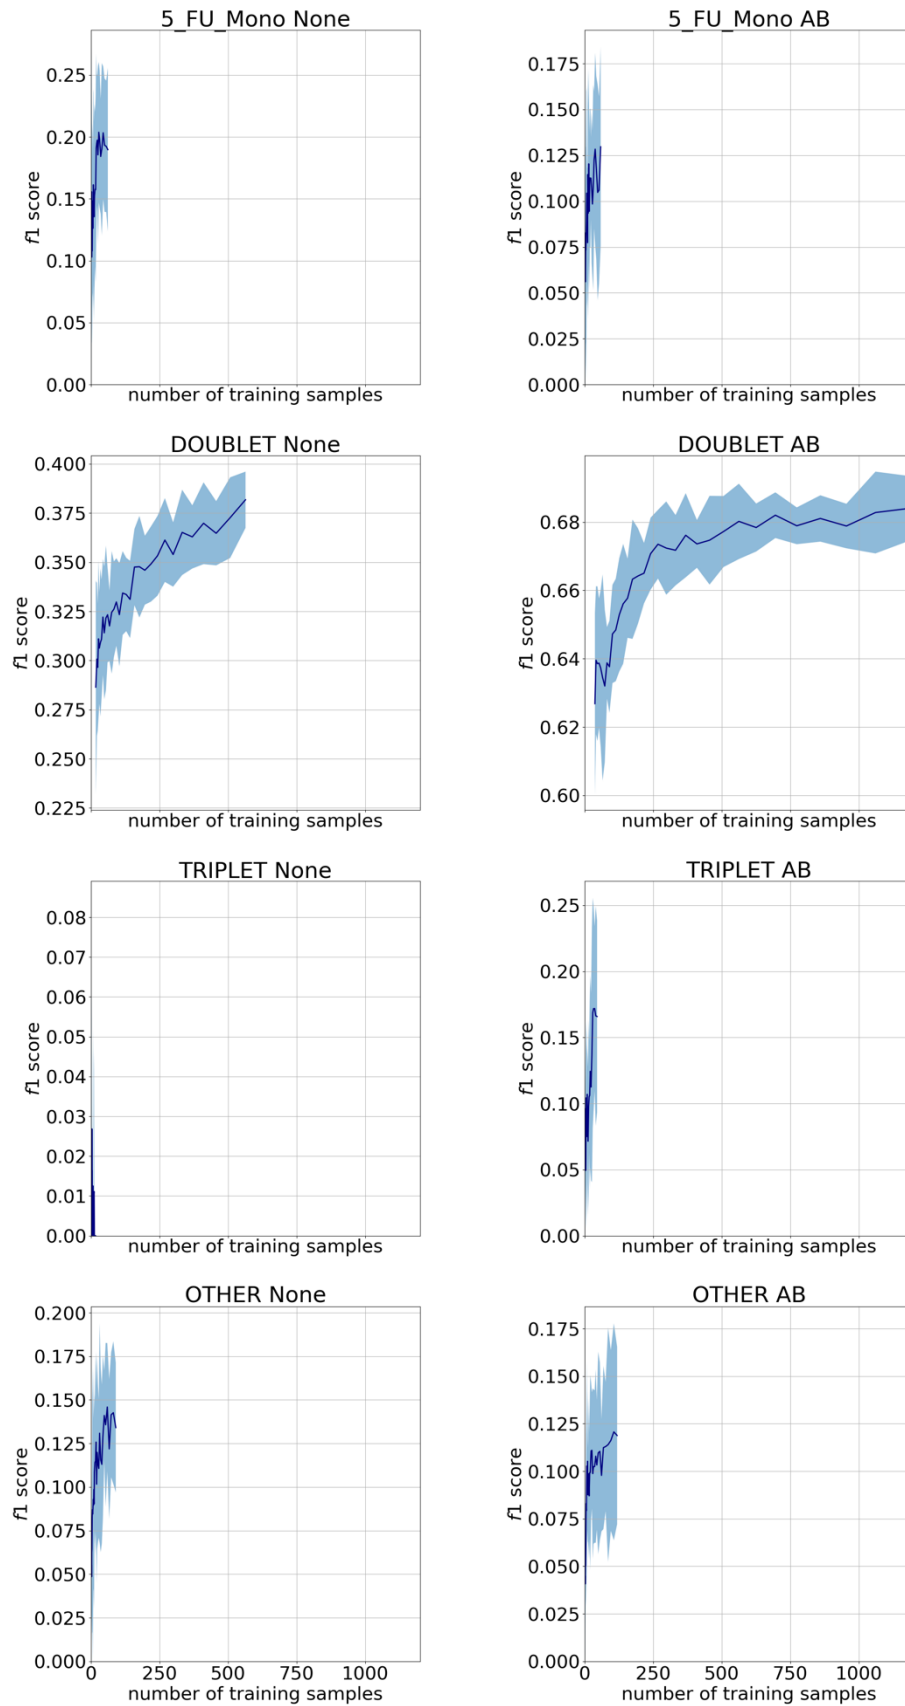 5_FU_Mono None
0.25
0.20
0.15
0.10
0.05
0.00
f1 score
number of training samples
5_FU_Mono AB
0.175
0.150
0.125
0.100
0.075
0.050
0.025
0.000
f1 score
number of training samples
DOUBLET None
0.400
0.375
0.350
0.325
0.300
0.275
0.250
0.225
f1 score
number of training samples
DOUBLET AB
0.68
0.66
0.64
0.62
0.60
f1 score
number of training samples
TRIPLET None
0.08
0.07
0.06
0.05
0.04
0.03
0.02
0.01
0.00
f1 score
number of training samples
TRIPLET AB
0.25
0.20
0.15
0.10
0.05
0.00
f1 score
number of training samples
OTHER None
0.200
0.175
0.150
0.125
0.100
0.075
0.050
0.025
0.000
f1 score
0 250 500 750 1000
number of training samples
OTHER AB
0.175
0.150
0.125
0.100
0.075
0.050
0.025
0.000
f1 score
0 250 500 750 1000
number of training samples